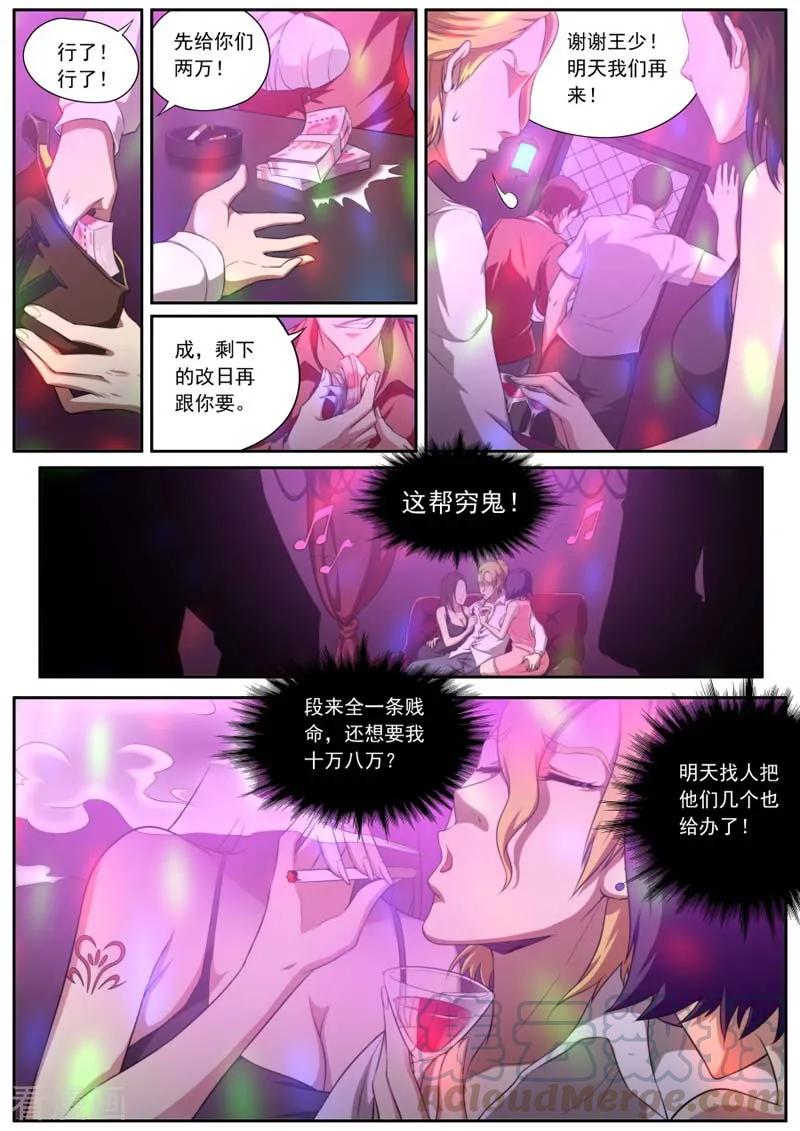 行了！
行了！
先给你们
两万！
谢谢王少！
明天我们再
来！
成，剩下
的改日再
跟你要。
这帮穷鬼！
段来全一条贱
命，还想要我
十万八万？
明天找人把
他们几个也
给办了！
AcloudMerge.com